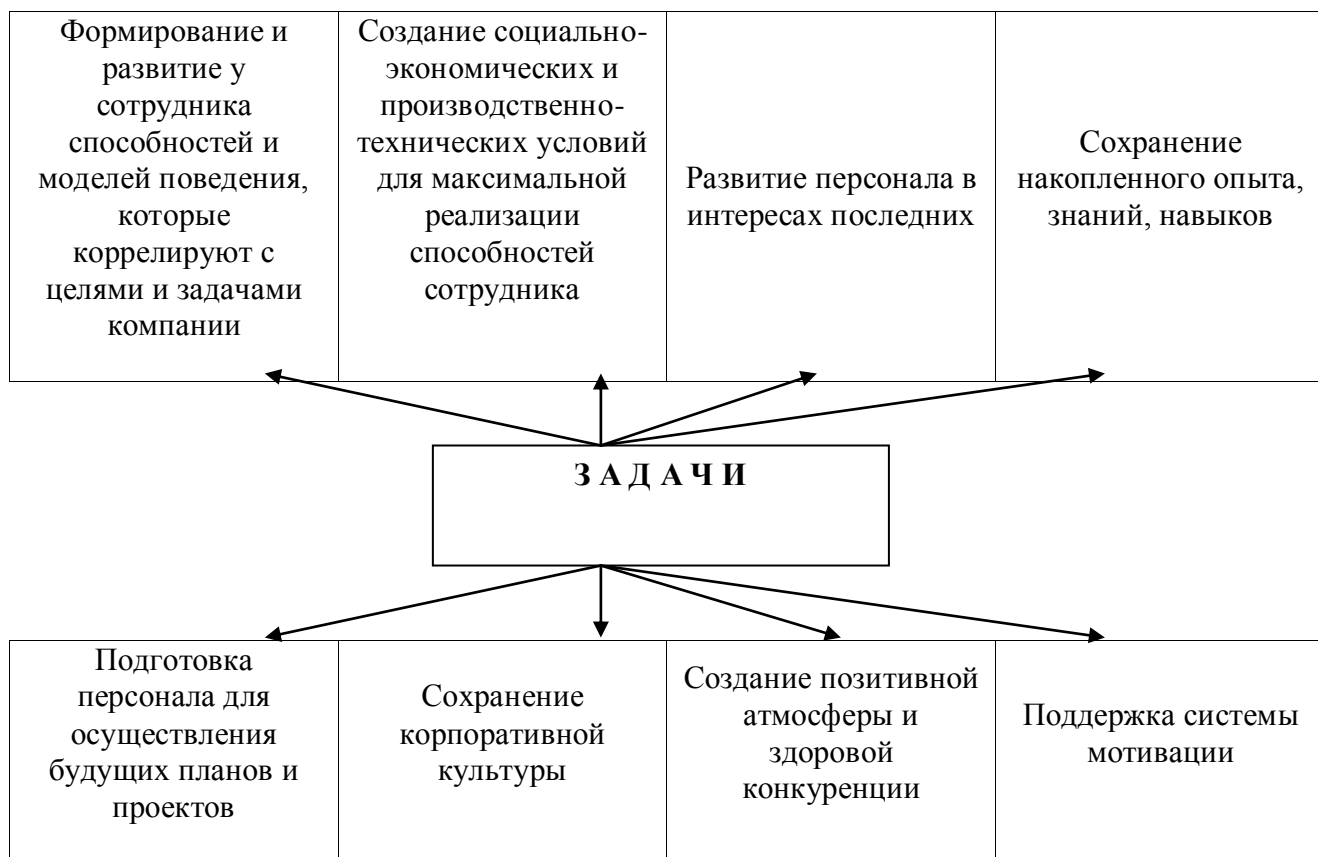 Формирование и
развитие у
сотрудника
способностей и
моделей поведения,
которые
коррелируют с
целями и задачами
компании
Создание социально-
экономических и
производственно-
технических условий
для максимальной
реализации
способностей
сотрудника
Развитие персонала в
интересах последних
Сохранение
накопленного опыта,
знаний, навыков
З А Д А Ч И
Подготовка
персонала для
осуществления
будущих планов и
проектов
Сохранение
корпоративной
культуры
Создание позитивной
атмосферы и
здоровой
конкуренции
Поддержка системы
мотивации